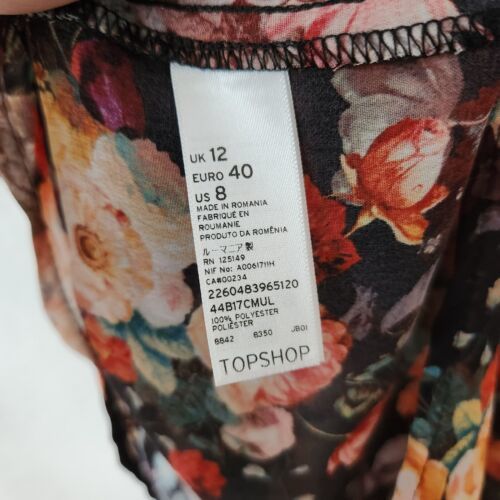 UK 12
EURO 40
US 8
MADE IN ROMANIA
FABRIQUÉ EN
ROUMANIE
PRODUTO DA ROMÊNIA
ルーマニア製
RN 125149
NIF No: A0061711H
CA#00234
2260483965120
44B17CMUL
100% POLYESTER
POLIÉSTER
8842 8350 JB01
TOPSHOP